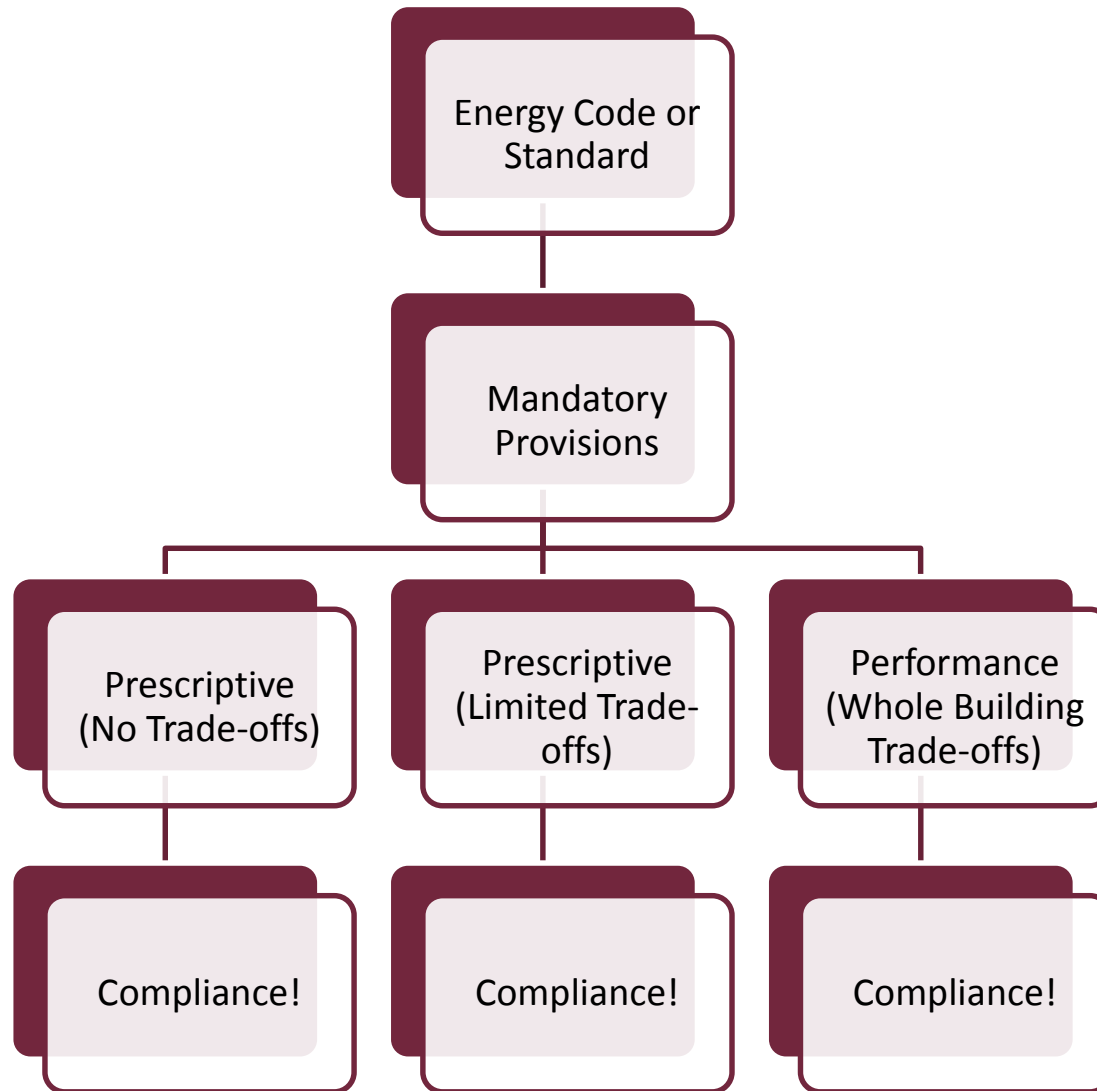 Energy Code or
Standard
Mandatory
Provisions
Prescriptive
(No Trade-offs)
Prescriptive
(Limited Trade-
offs)
Performance
(Whole Building
Trade-offs)
Compliance!
Compliance!
Compliance!